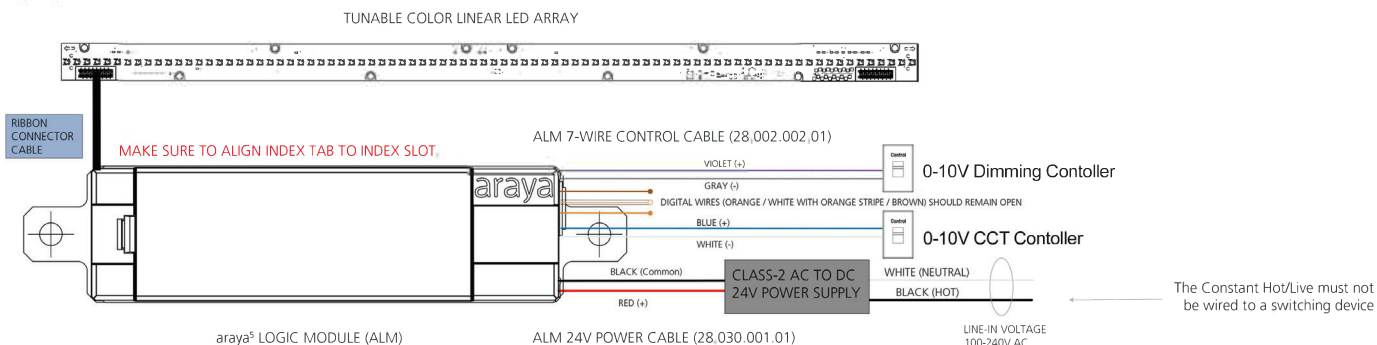 TUNABLE COLOR LINEAR LED ARRAY
RIBBON
CONNECTOR
CABLE
MAKE SURE TO ALIGN INDEX TAB TO INDEX SLOT.
ALM 7-WIRE CONTROL CABLE (28.002.002.01)
araya
VIOLET (+)
GRAY (-)
Control
0-10V Dimming Contoller
DIGITAL WIRES (ORANGE / WHITE WITH ORANGE STRIPE / BROWN) SHOULD REMAIN OPEN
BLUE (+)
WHITE (-)
Control
0-10V CCT Contoller
BLACK (Common)
RED (+)
CLASS-2 AC TO DC
24V POWER SUPPLY
WHITE (NEUTRAL)
BLACK (HOT)
The Constant Hot/Live must not
be wired to a switching device
LINE-IN VOLTAGE
100-240V AC
araya⁵ LOGIC MODULE (ALM)
ALM 24V POWER CABLE (28.030.001.01)